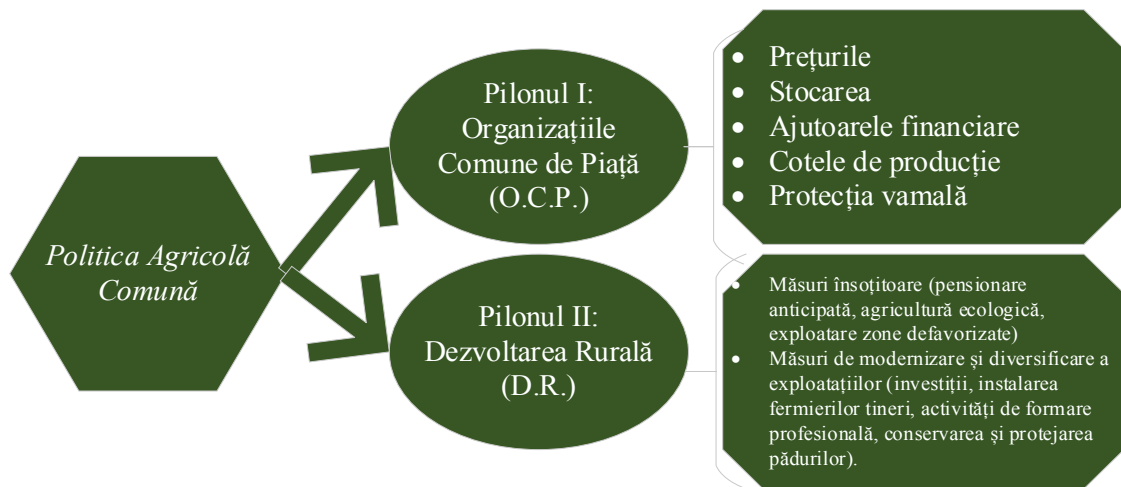 Politica Agricolă
Comună
Pilonul I:
Organizațiile
Comune de Piață
(O.C.P.)
• Prețurile
• Stocarea
• Ajutoarele financiare
• Cotele de producție
• Protecția vamală
Pilonul II:
Dezvoltarea Rurală
(D.R.)
• Măsuri însoțitoare (pensionare
anticipată, agricultură ecologică,
exploatare zone defavorizate)
• Măsuri de modernizare și diversificare a
exploatațiilor (investiții, instalarea
fermierilor tineri, activități de formare
profesională, conservarea și protejarea
pădurilor).